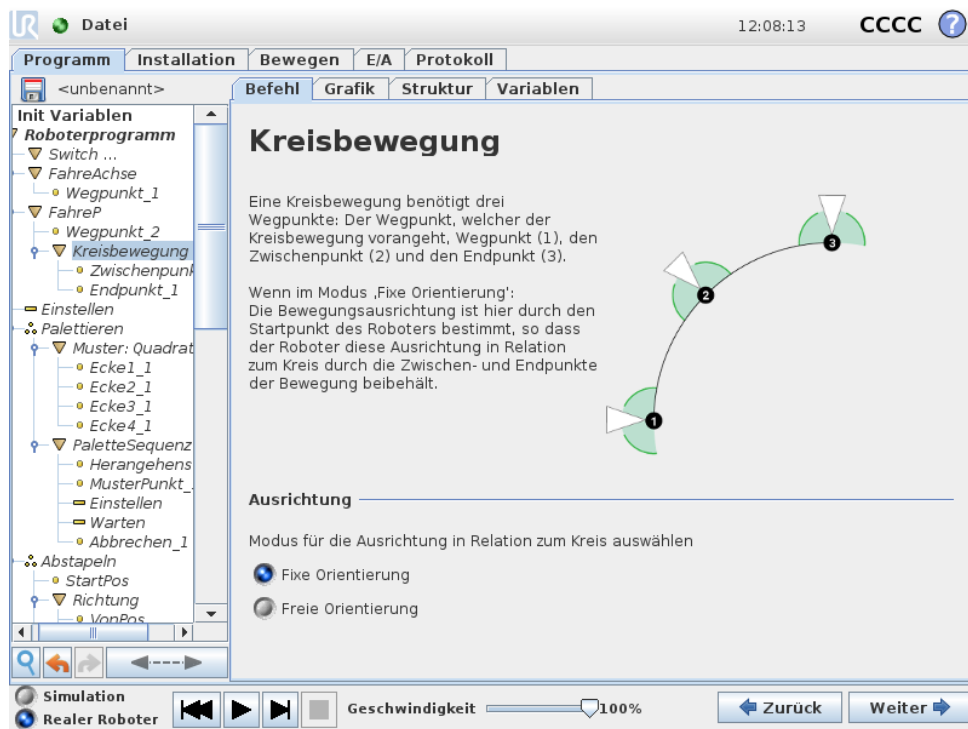 UR Datei 12:08:13 CCCC ?
Programm Installation Bewegen E/A Protokoll
<unbenannt> Befehl Grafik Struktur Variablen
Init Variablen
Roboterprogramm
Switch ...
FahreAchse
Wegpunkt_1
FahreP
Wegpunkt_2
Kreisbewegung
Zwischenpunk
Endpunkt_1
Einstellen
Palettieren
Muster: Quadrat
Ecke1_1
Ecke2_1
Ecke3_1
Ecke4_1
PaletteSequenz
Herangehens
MusterPunkt_
Einstellen
Warten
Abbrechen_1
Abstapeln
StartPos
Richtung
VonPos
Kreisbewegung
Eine Kreisbewegung benötigt drei
Wegpunkte: Der Wegpunkt, welcher der
Kreisbewegung vorangeht, Wegpunkt (1), den
Zwischenpunkt (2) und den Endpunkt (3).
Wenn im Modus ‚Fixe Orientierung':
Die Bewegungsausrichtung ist hier durch den
Startpunkt des Roboters bestimmt, so dass
der Roboter diese Ausrichtung in Relation
zum Kreis durch die Zwischen- und Endpunkte
der Bewegung beibehält.
3
2
1
Ausrichtung
Modus für die Ausrichtung in Relation zum Kreis auswählen
Fixe Orientierung
Freie Orientierung
Simulation
Realer Roboter
Geschwindigkeit 100%
Zurück Weiter